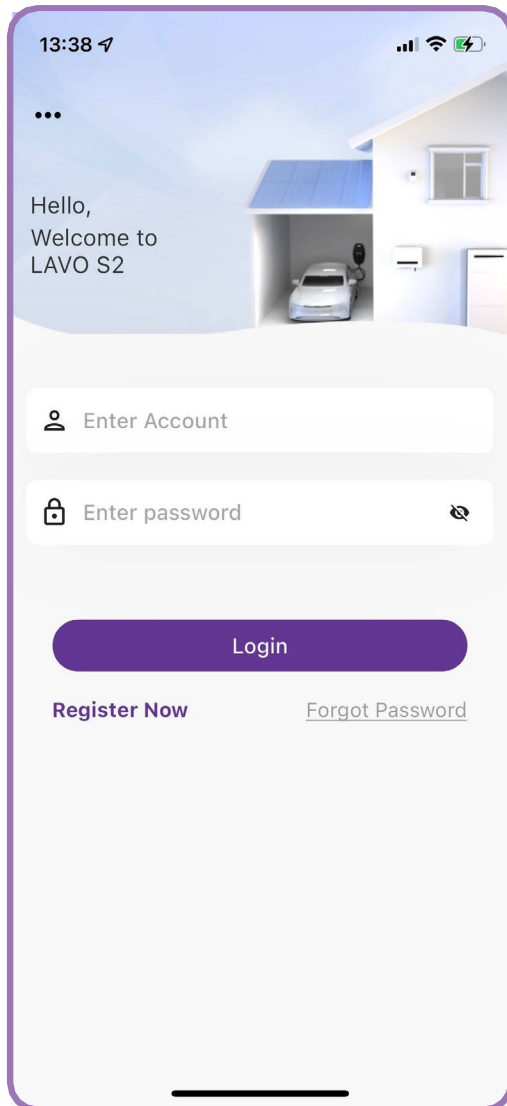 13:38
Hello,
Welcome to
LAVO S2
Enter Account
Enter password
Login
Register Now
Forgot Password